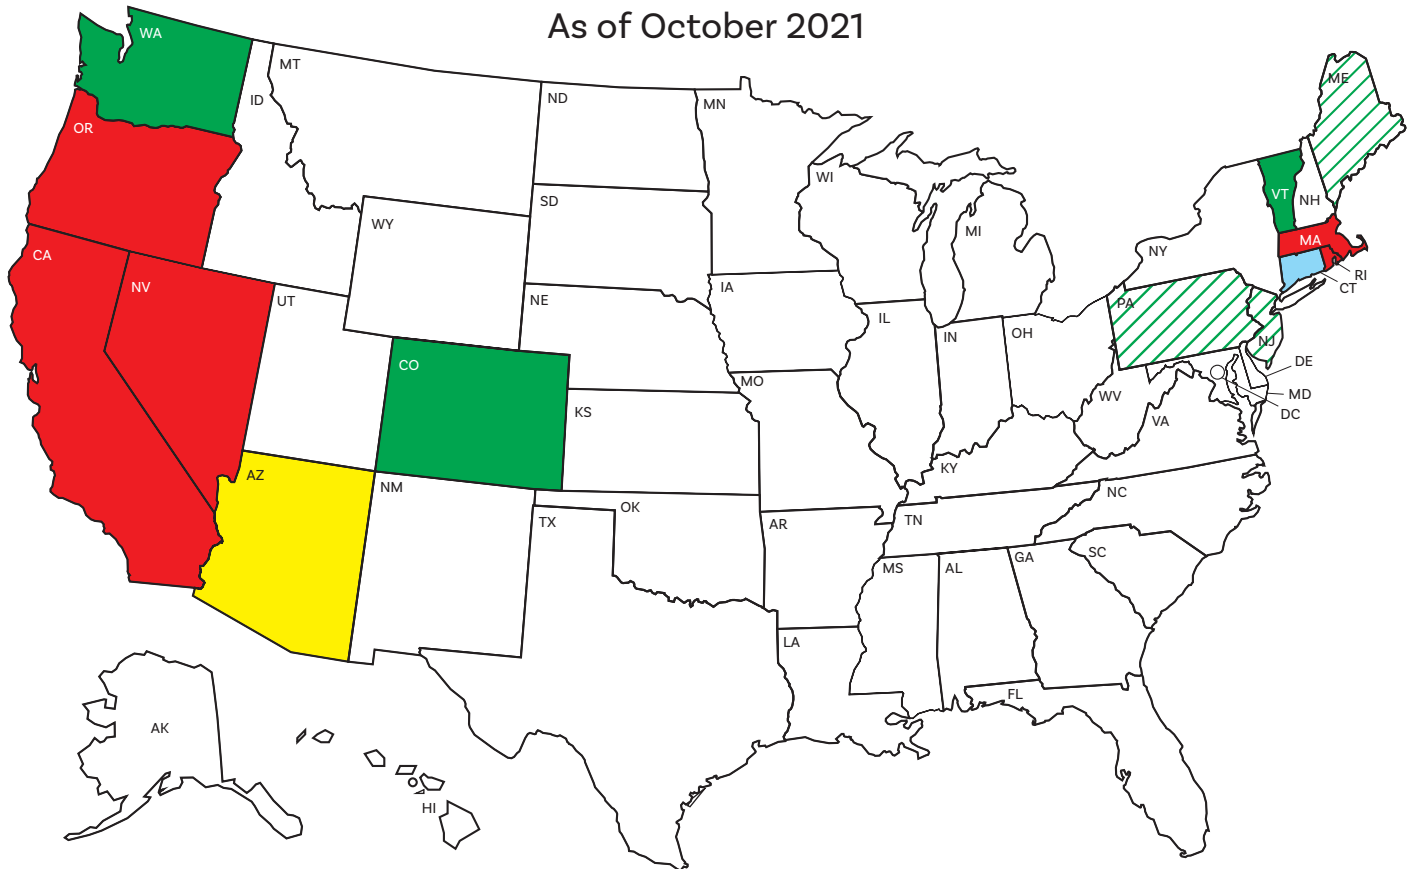 As of October 2021
WA
MT
ID
ND
MN
ME
OR
WI
SD
VT
NH
WY
MI
MA
NY
CA
RI
NV
IA
CT
UT
NE
PA
IL
IN
OH
NJ
CO
DE
MO
MD
WV
DC
KS
VA
KY
AZ
NM
NC
OK
TX
TN
AR
SC
GA
MS
AL
LA
FL
AK
HI